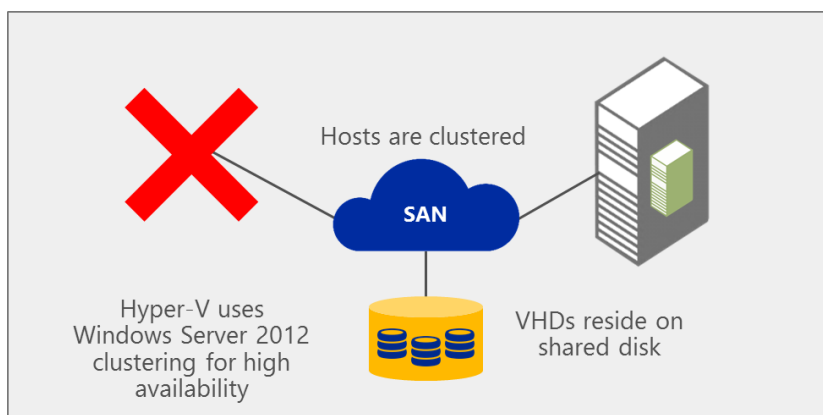 Hosts are clustered
SAN
Hyper-V uses
Windows Server 2012
clustering for high
availability
VHDs reside on
shared disk